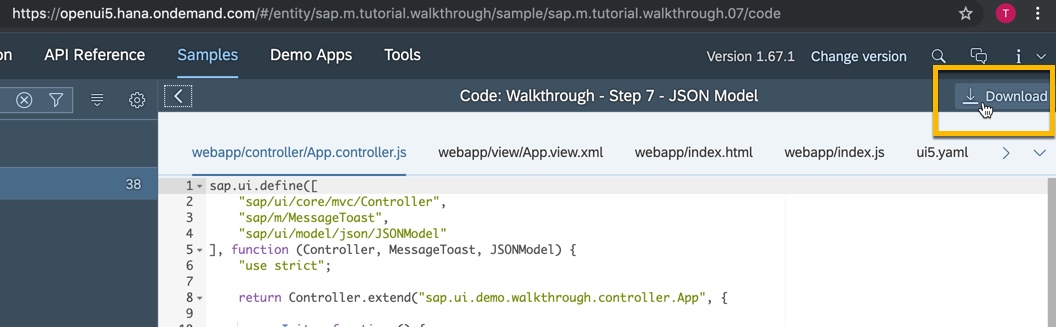 https://openui5.hana.ondemand.com/#/entity/sap.m.tutorial.walkthrough/sample/sap.m.tutorial.walkthrough.07/code T
on API Reference Samples Demo Apps Tools Version 1.67.1 Change version
Code: Walkthrough - Step 7 - JSON Model Download
webapp/controller/App.controller.js webapp/view/App.view.xml webapp/index.html webapp/index.js ui5.yaml
38
1 sap.ui.define([
2 "sap/ui/core/mvc/Controller",
3 "sap/m/MessageToast",
4 "sap/ui/model/json/JSONModel"
5 ], function (Controller, MessageToast, JSONModel) {
6 "use strict";
7
8 return Controller.extend("sap.ui.demo.walkthrough.controller.App", {
9